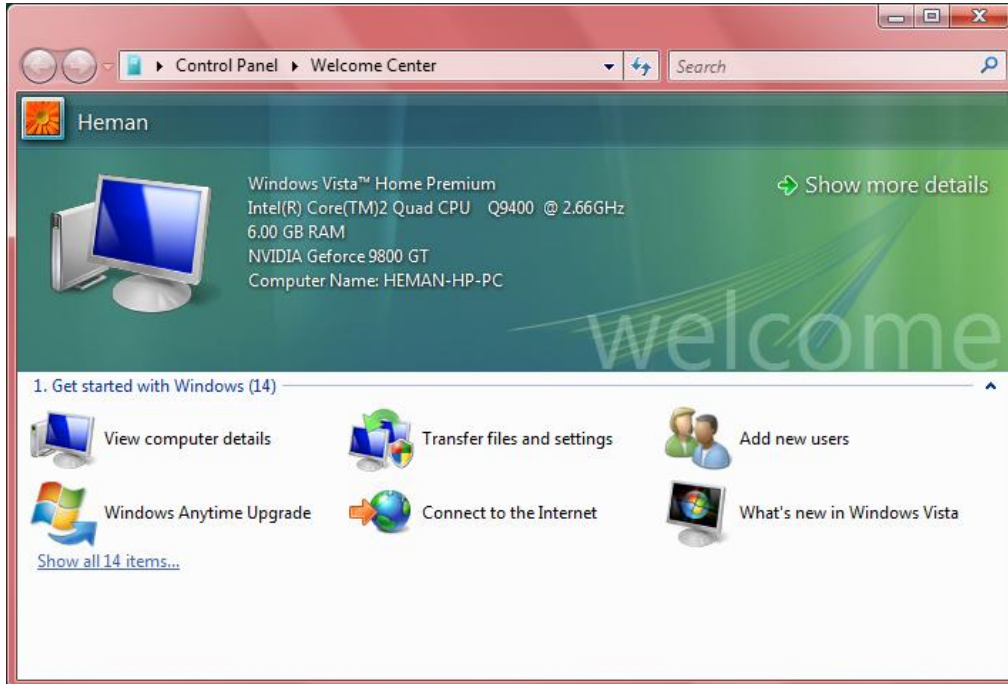 Control Panel Welcome Center
Search
Heman
Windows Vista™ Home Premium
Intel(R) Core(TM)2 Quad CPU Q9400 @ 2.66GHz
6.00 GB RAM
NVIDIA Geforce 9800 GT
Computer Name: HEMAN-HP-PC
Show more details
welcome
1. Get started with Windows (14)
View computer details
Transfer files and settings
Add new users
Windows Anytime Upgrade
Connect to the Internet
What's new in Windows Vista
Show all 14 items...